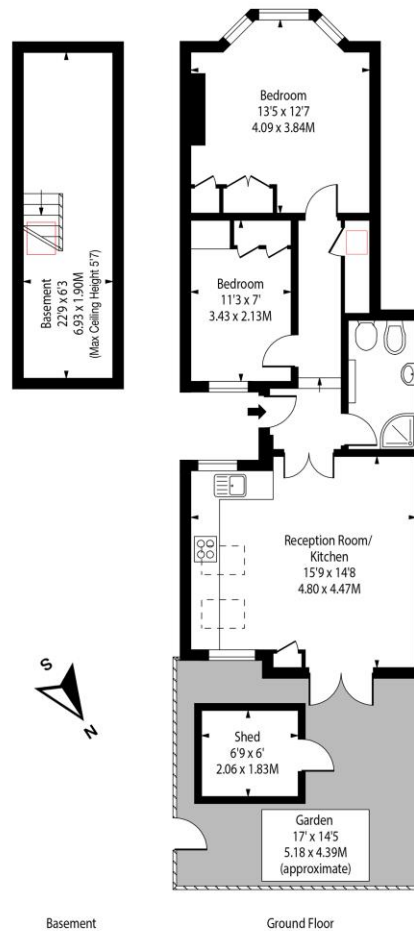 Basement
22'9 x 6'3
6.93 x 1.90M
(Max Ceiling Height 5'7)
Bedroom
13'5 x 12'7
4.09 x 3.84M
Bedroom
11'3 x 7'
3.43 x 2.13M
Reception Room/
Kitchen
15'9 x 14'8
4.80 x 4.47M
S
N
Shed
6'9 x 6'
2.06 x 1.83M
Garden
17' x 14'5
5.18 x 4.39M
(approximate)
Basement
Ground Floor